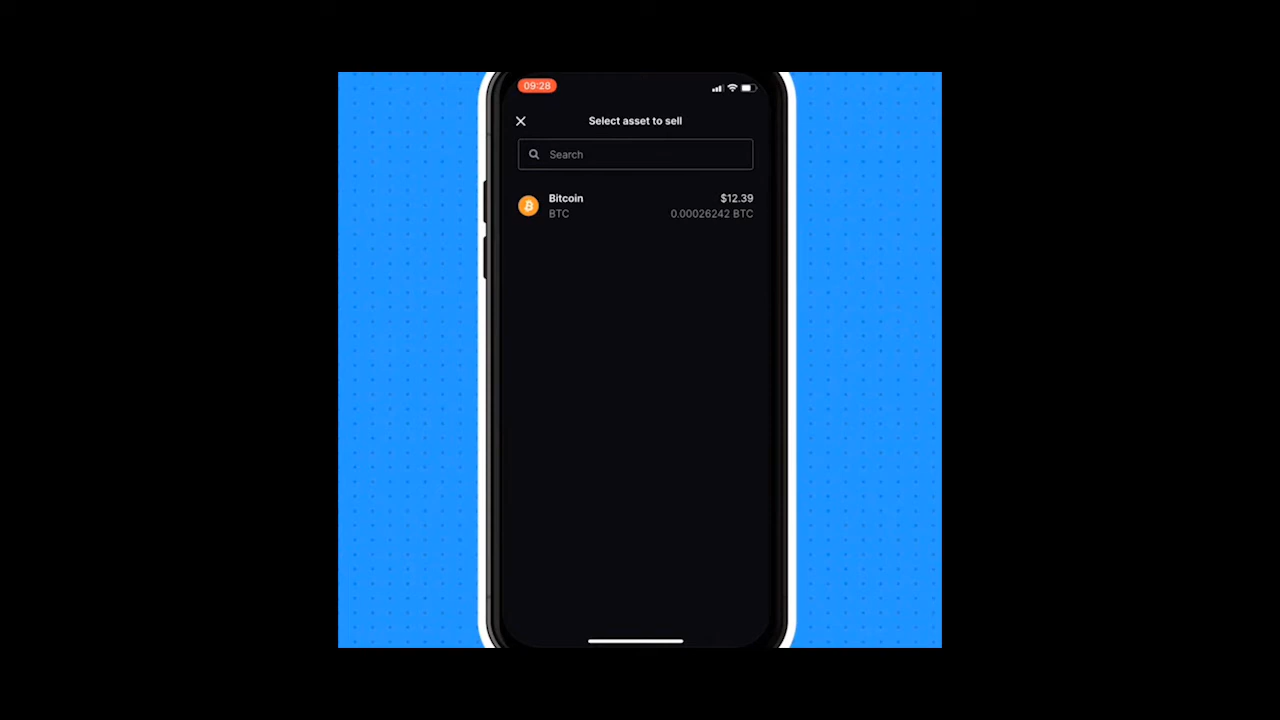 09:28
Select asset to sell
Search
Bitcoin $12.39
BTC 0.00026242 BTC